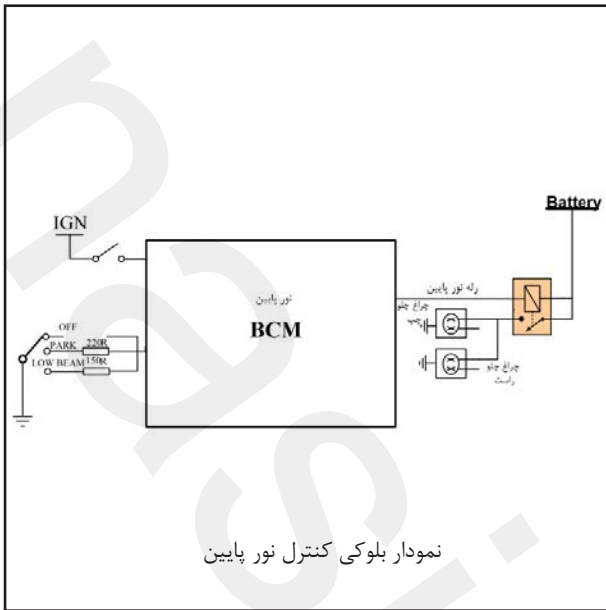 Battery
IGN
رله نور پایین
نور پایین
BCM
چراغ جلو
چپ
OFF
PARK
220R
LOW BEAM
150R
چراغ جلو
راست
نمودار بلوکی کنترل نور پایین